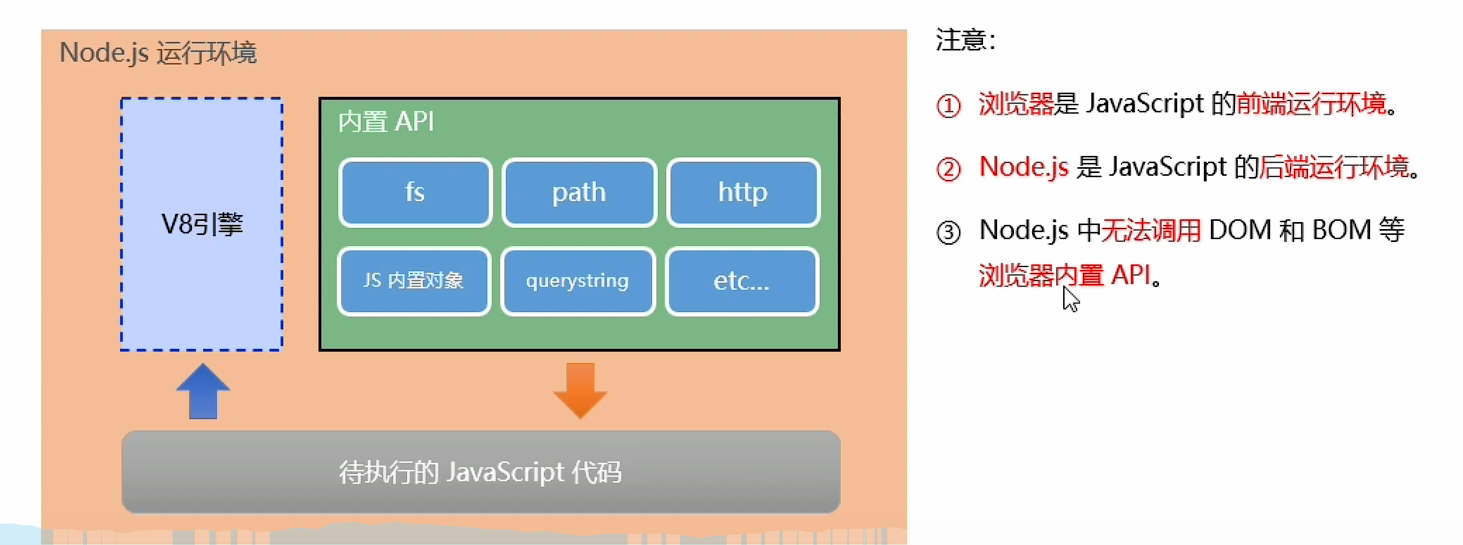 Node.js 运行环境
V8引擎
内置 API
fs
path
http
JS 内置对象
querystring
etc...
待执行的 JavaScript 代码
注意：
① 浏览器是 JavaScript 的前端运行环境。
② Node.js 是 JavaScript 的后端运行环境。
③ Node.js 中无法调用 DOM 和 BOM 等
浏览器内置 API。